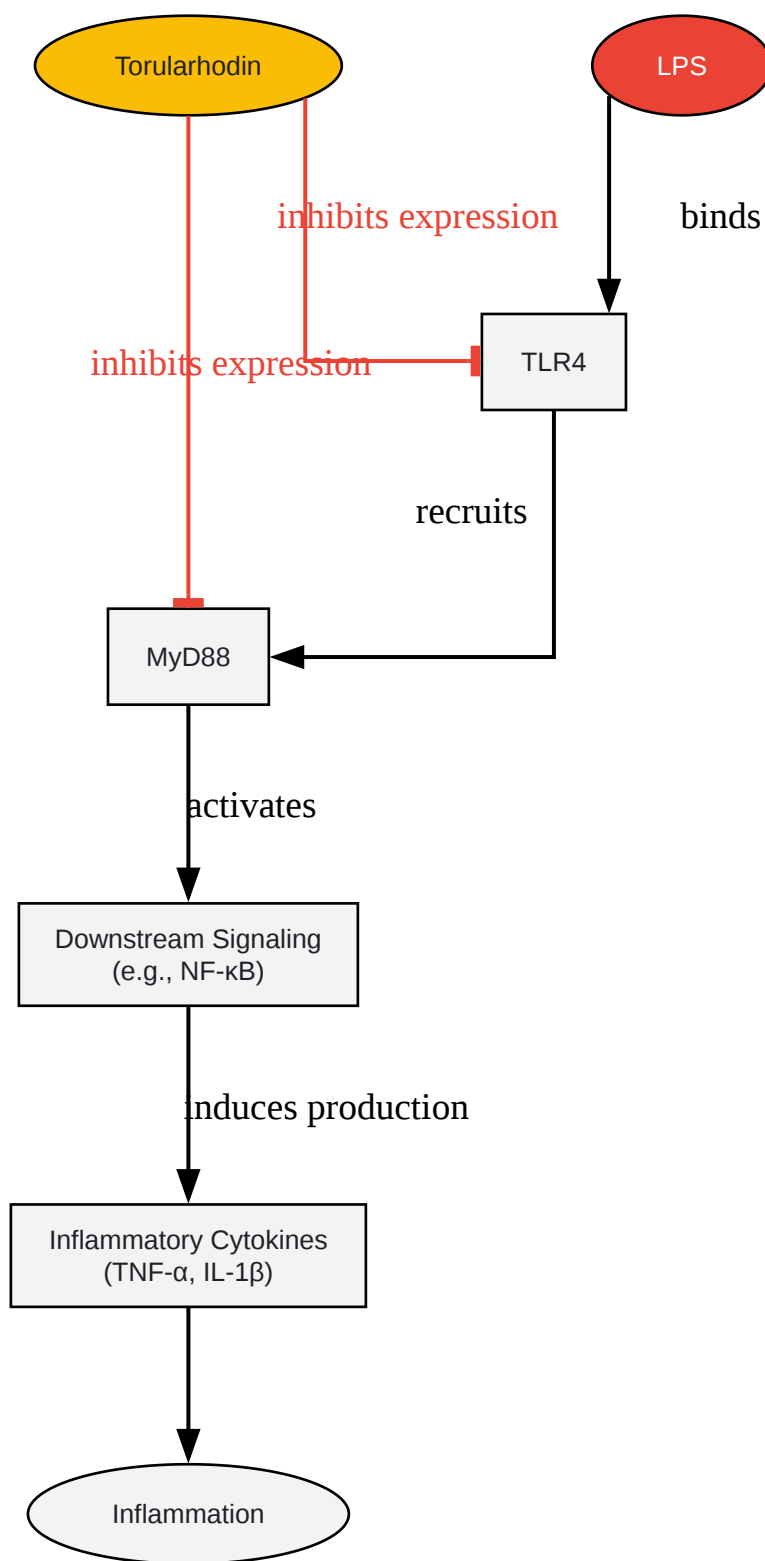 Torularhodin
LPS
inhibits expression
binds
inhibits expression
TLR4
recruits
MyD88
activates
Downstream Signaling
(e.g., NF-κB)
induces production
Inflammatory Cytokines
(TNF-α, IL-1β)
Inflammation